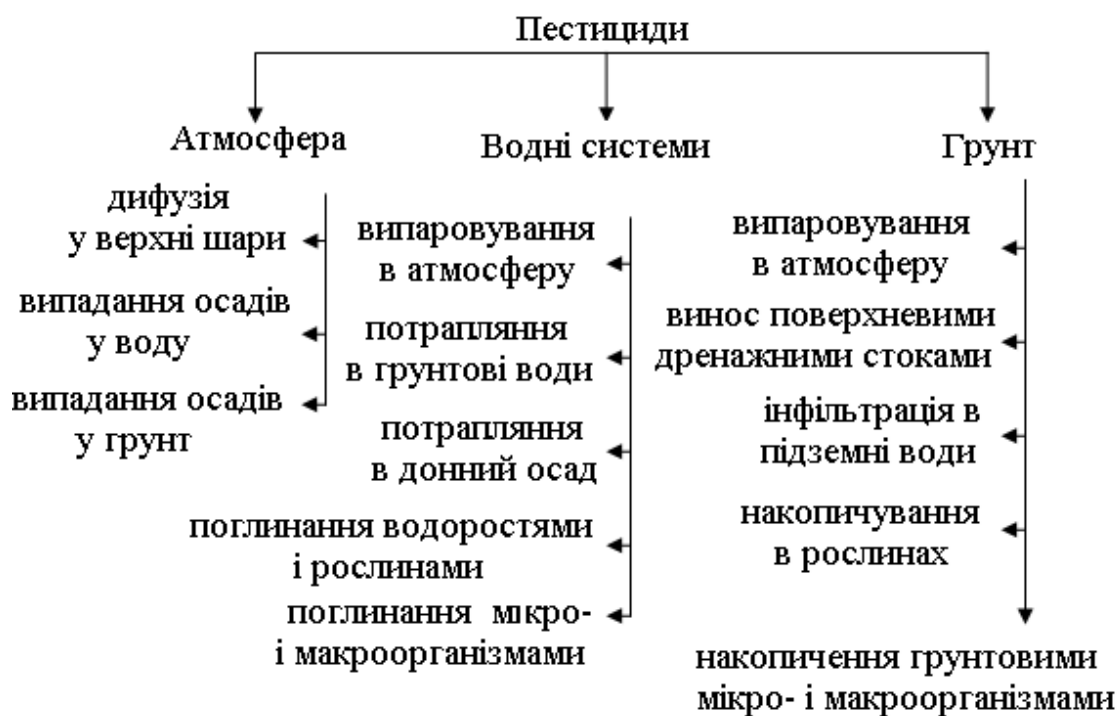 Пестициди
Атмосфера
дифузія
у верхні шари
випадання осадів
у воду
випадання осадів
у грунт
Водні системи
випаровування
в атмосферу
потрапляння
в грунтові води
потрапляння
в донний осад
поглинання водоростями
і рослинами
поглинання мікро-
і макроорганізмами
Грунт
випаровування
в атмосферу
винос поверхневими
дренажними стоками
інфільтрація в
підземні води
накопичування
в рослинах
накопичення грунтовими
мікро- і макроорганізмами